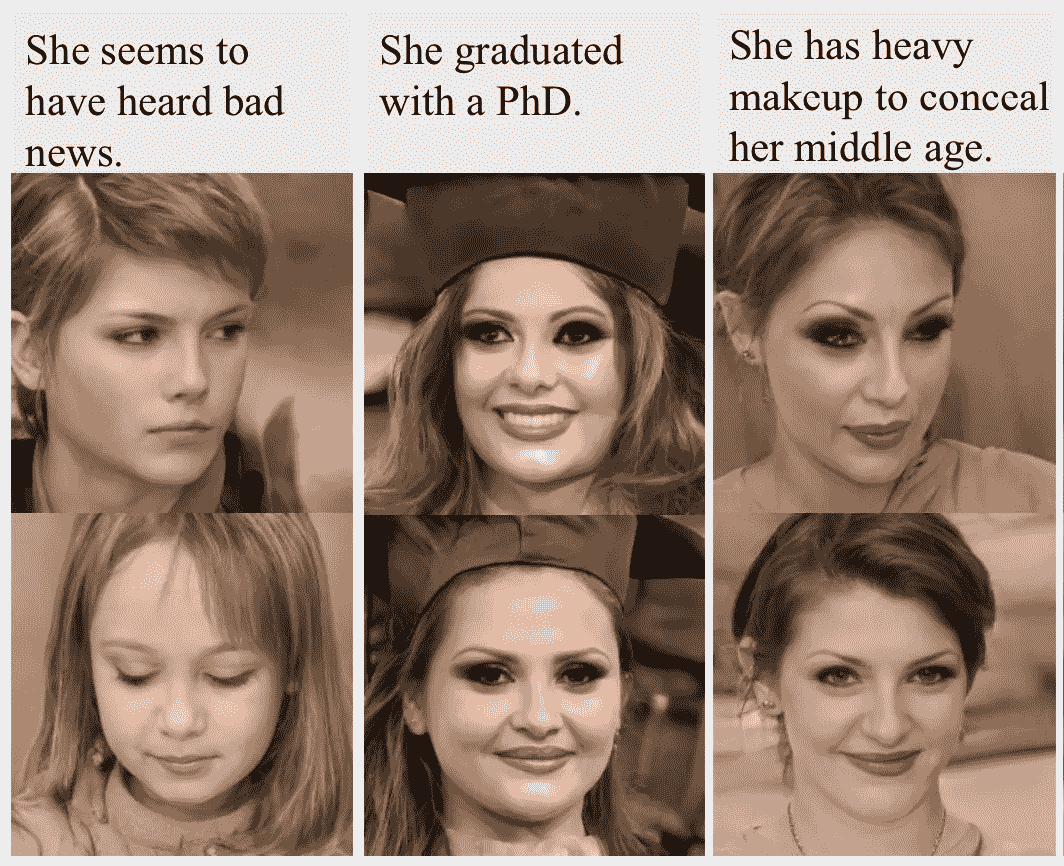 She seems to
have heard bad
news.
She graduated
with a PhD.
She has heavy
makeup to conceal
her middle age.